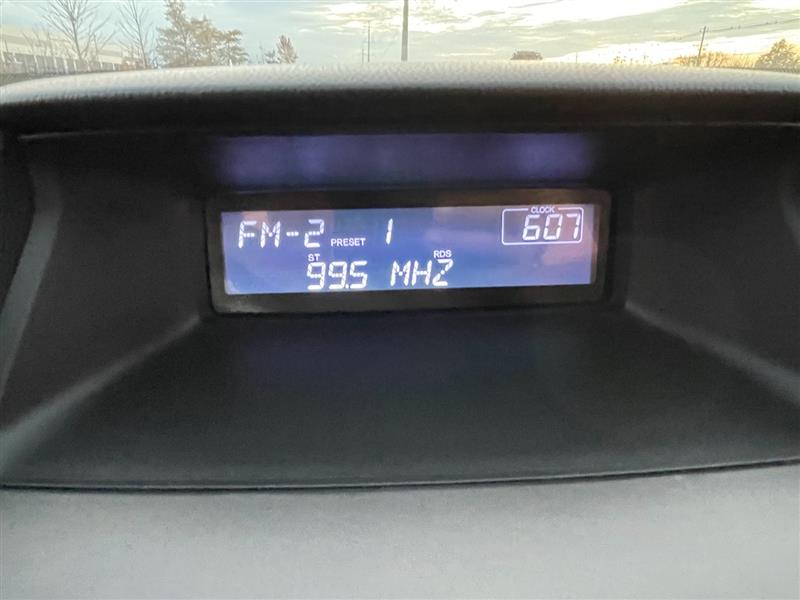 FM-2 PRESET 1 CLOCK 607
ST RDS
99.5 MHZ